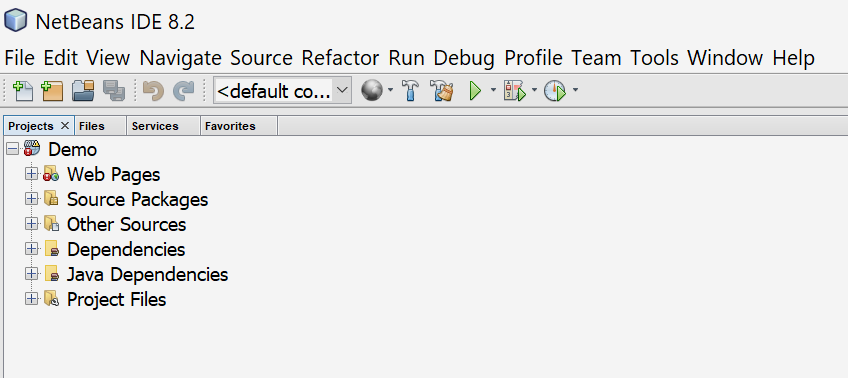 NetBeans IDE 8.2
File Edit View Navigate Source Refactor Run Debug Profile Team Tools Window Help
<default co...
Projects Files Services Favorites
Demo
Web Pages
Source Packages
Other Sources
Dependencies
Java Dependencies
Project Files